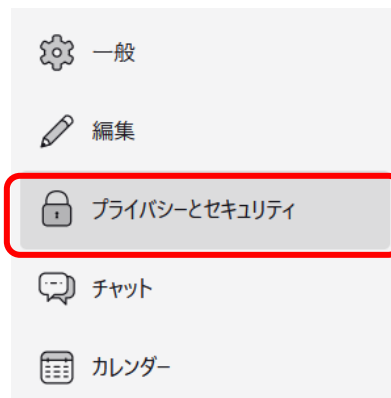 一般
編集
プライバシーとセキュリティ
チャット
カレンダー